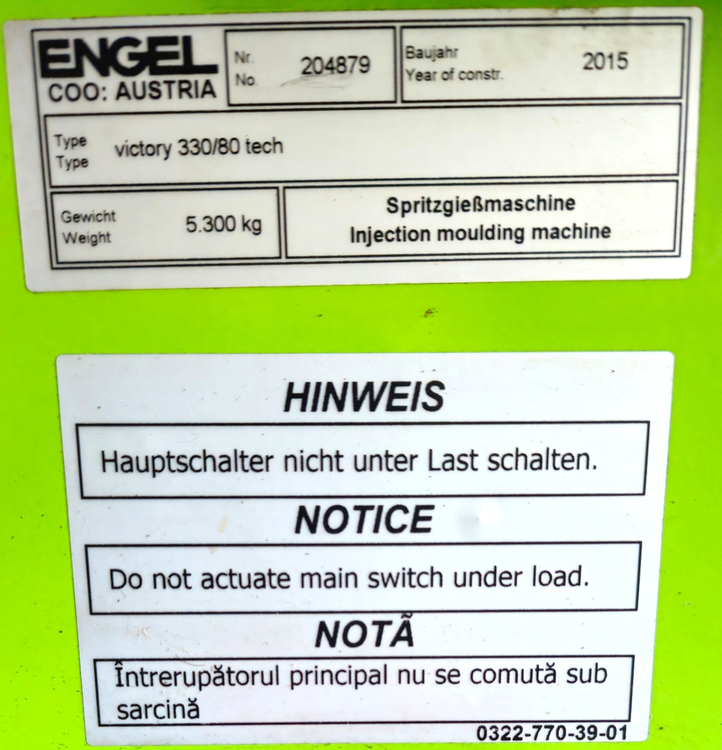 ENGEL
COO: AUSTRIA
Nr.
No.
204879
Baujahr
Year of constr.
2015
Type
Type
victory 330/80 tech
Gewicht
Weight
5.300 kg
Spritzgießmaschine
Injection moulding machine
HINWEIS
Hauptschalter nicht unter Last schalten.
NOTICE
Do not actuate main switch under load.
NOTÃ
Întrerupătorul principal nu se comută sub
sarcină
0322-770-39-01